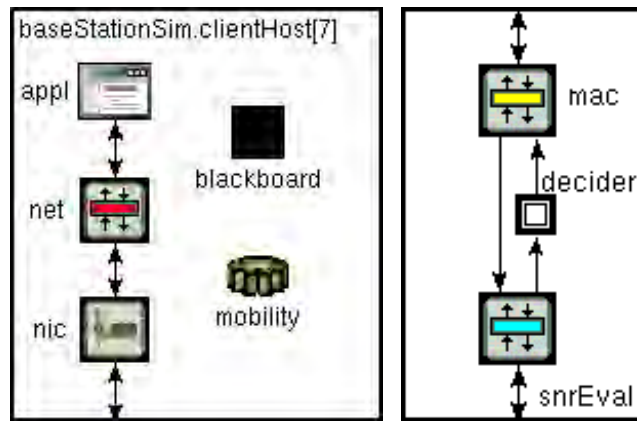 baseStationSim.clientHost[7]
appl
blackboard
net
mobility
nic
mac
decider
snrEval